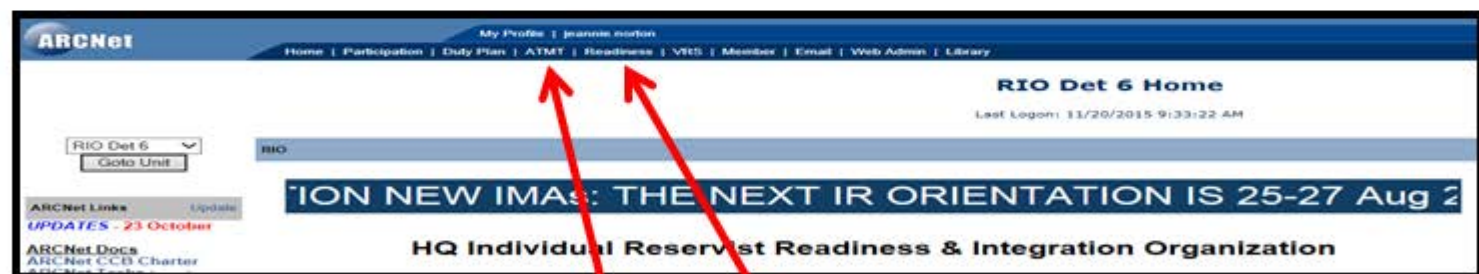 ARCNet
My Profile | jeannie norton
Home | Participation | Duty Plan | ATMT | Readiness | VRS | Member | Email | Web Admin | Library
RIO Det 6 Home
Last Logon: 11/20/2015 9:33:22 AM
RIO Det 6
Goto Unit
RIO
TION NEW IMAs: THE NEXT IR ORIENTATION IS 25-27 Aug 2
ARCNet Links Update
UPDATES - 23 October
ARCNet Docs
ARCNet CCB Charter
HQ Individual Reservist Readiness & Integration Organization
ARCNet Tasks